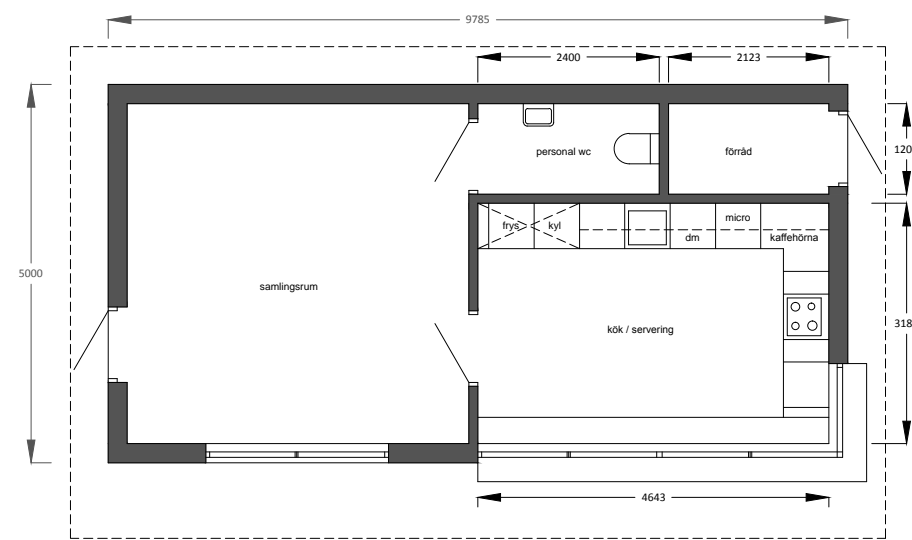 9785
2400
2123
personal wc
förråd
120
frys
kyl
dm
micro
kaffehörna
5000
samlingsrum
kök / servering
318
4643